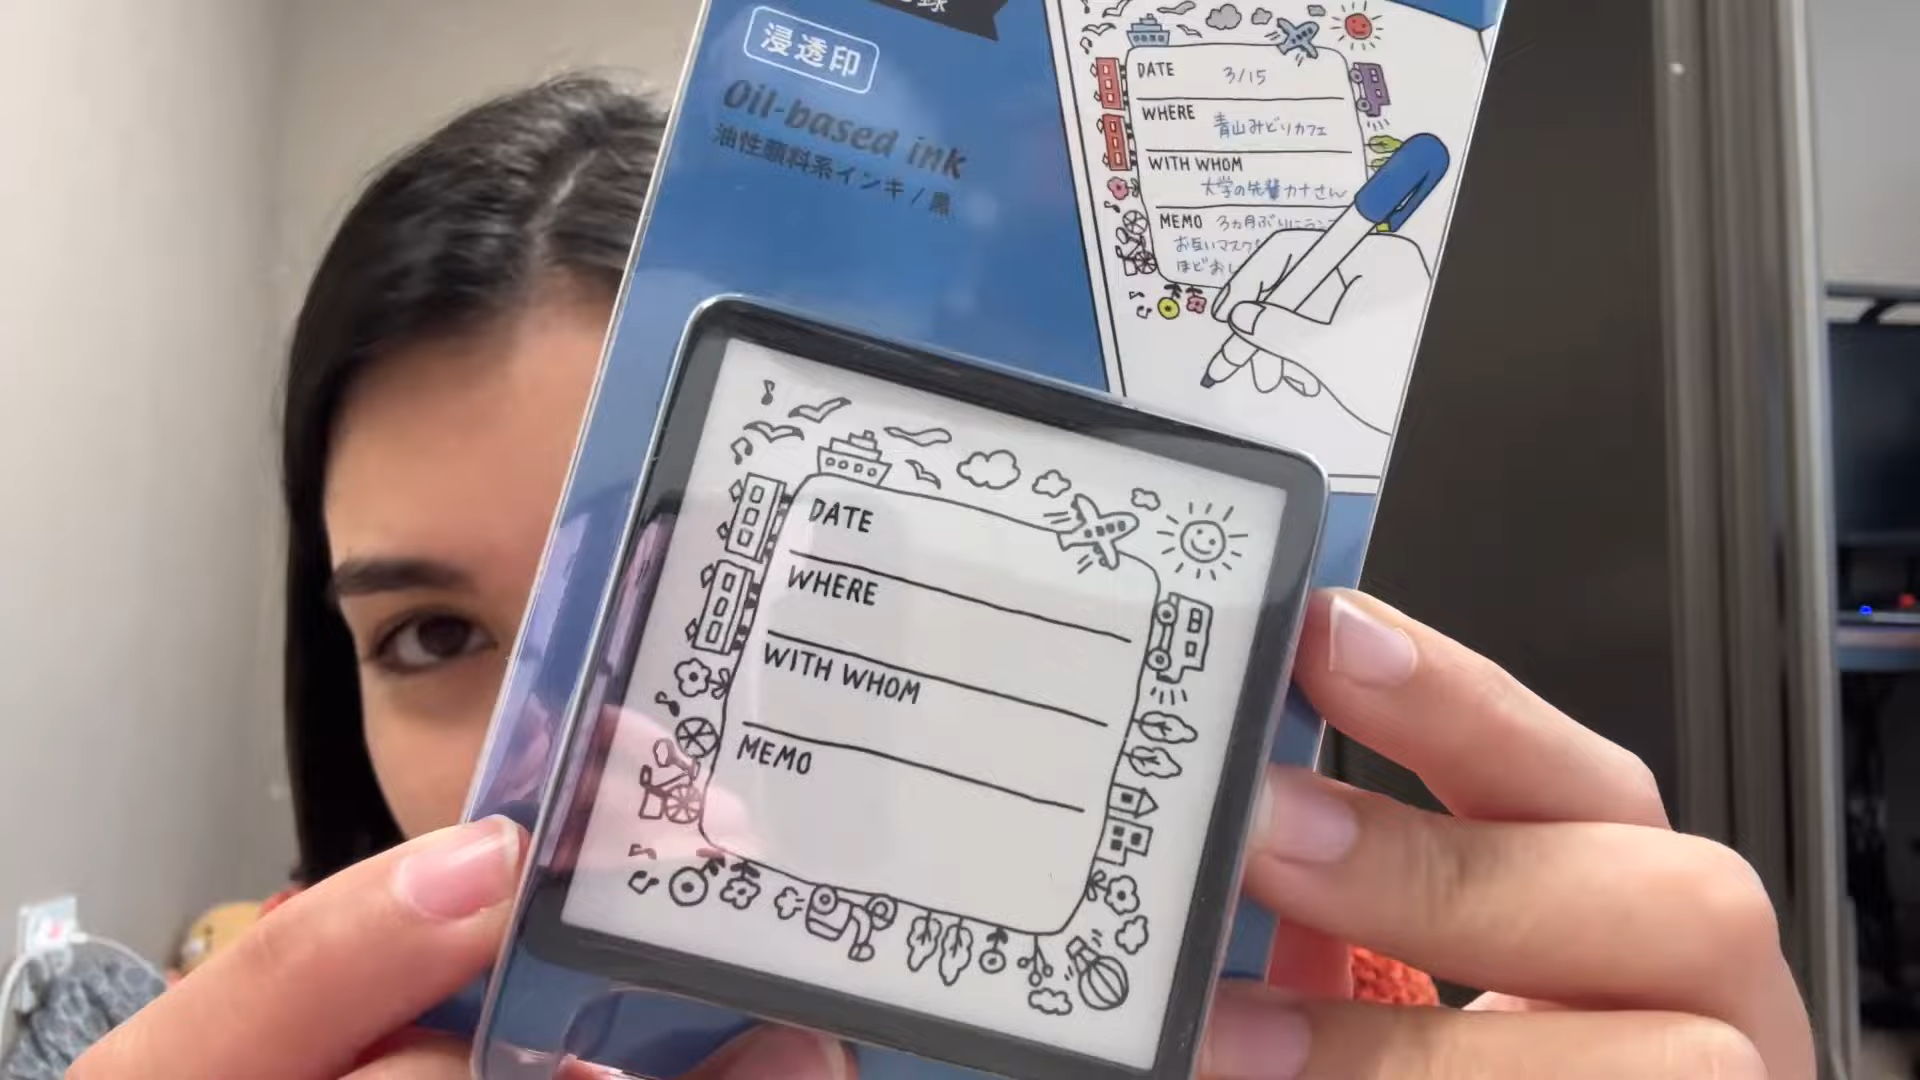 録
浸透印
Oil-based ink
油性顔料系インキ / 黒
DATE 3/15
WHERE
青山みどりカフェ
WITH WHOM
大学の先輩カナさん
MEMO 3ヵ月ぶりにラン
お互いマスク
ほどおし
DATE
WHERE
WITH WHOM
MEMO